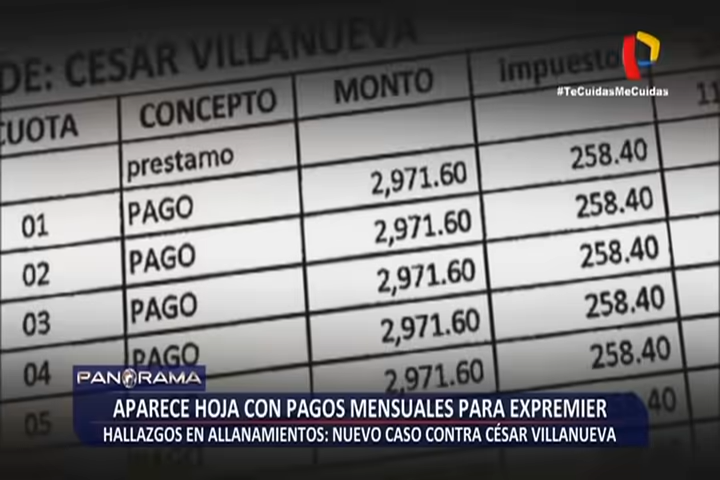 DE: CESAR VILLANUEVA
#TeCuidasMeCuidas
CUOTA CONCEPTO MONTO impuesto 11
prestamo
01 PAGO 2,971.60 258.40
02 PAGO 2,971.60 258.40
03 PAGO 2,971.60 258.40
04 PAGO 2,971.60 258.40
05 2,971.60 258.40
40
PANORAMA
APARECE HOJA CON PAGOS MENSUALES PARA EXPREMIER
HALLAZGOS EN ALLANAMIENTOS: NUEVO CASO CONTRA CÉSAR VILLANUEVA